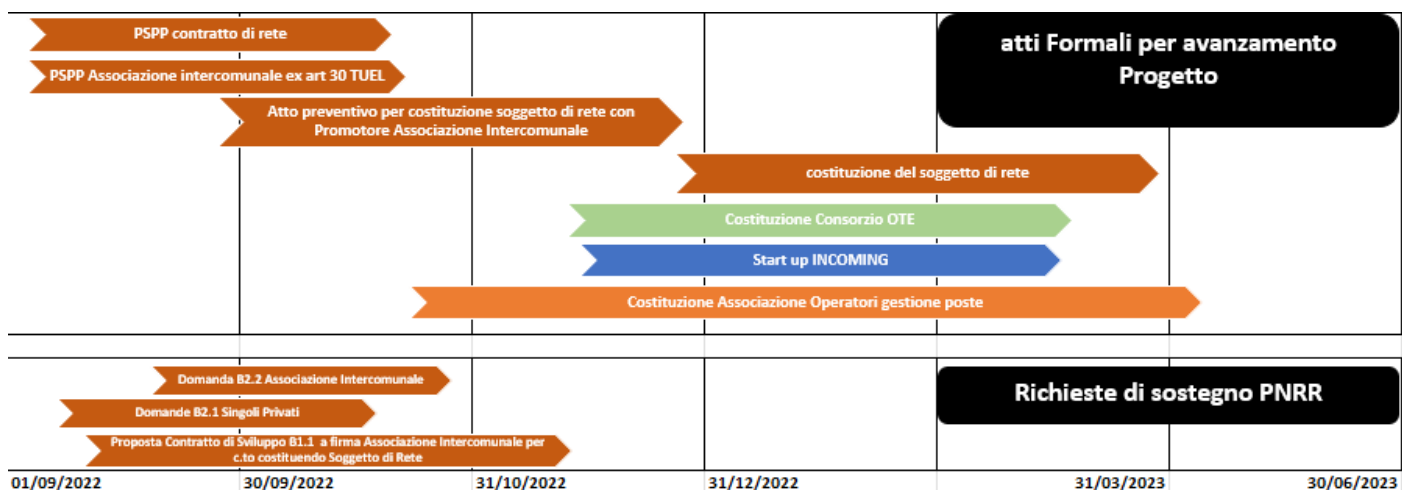 PSPP contratto di rete
atti Formali per avanzamento
Progetto
PSPP Associazione intercomunale ex art 30 TUEL
Atto preventivo per costituzione soggetto di rete con
Promotore Associazione Intercomunale
costituzione del soggetto di rete
Costituzione Consorzio OTE
Start up INCOMING
Costituzione Associazione Operatori gestione poste
Domanda B2.2 Associazione Intercomunale
Richieste di sostegno PNRR
Domande B2.1 Singoli Privati
Proposta Contratto di Sviluppo B1.1 a firma Associazione Intercomunale per
c.to costituendo Soggetto di Rete
01/09/2022 30/09/2022 31/10/2022 31/12/2022 31/03/2023 30/06/2023